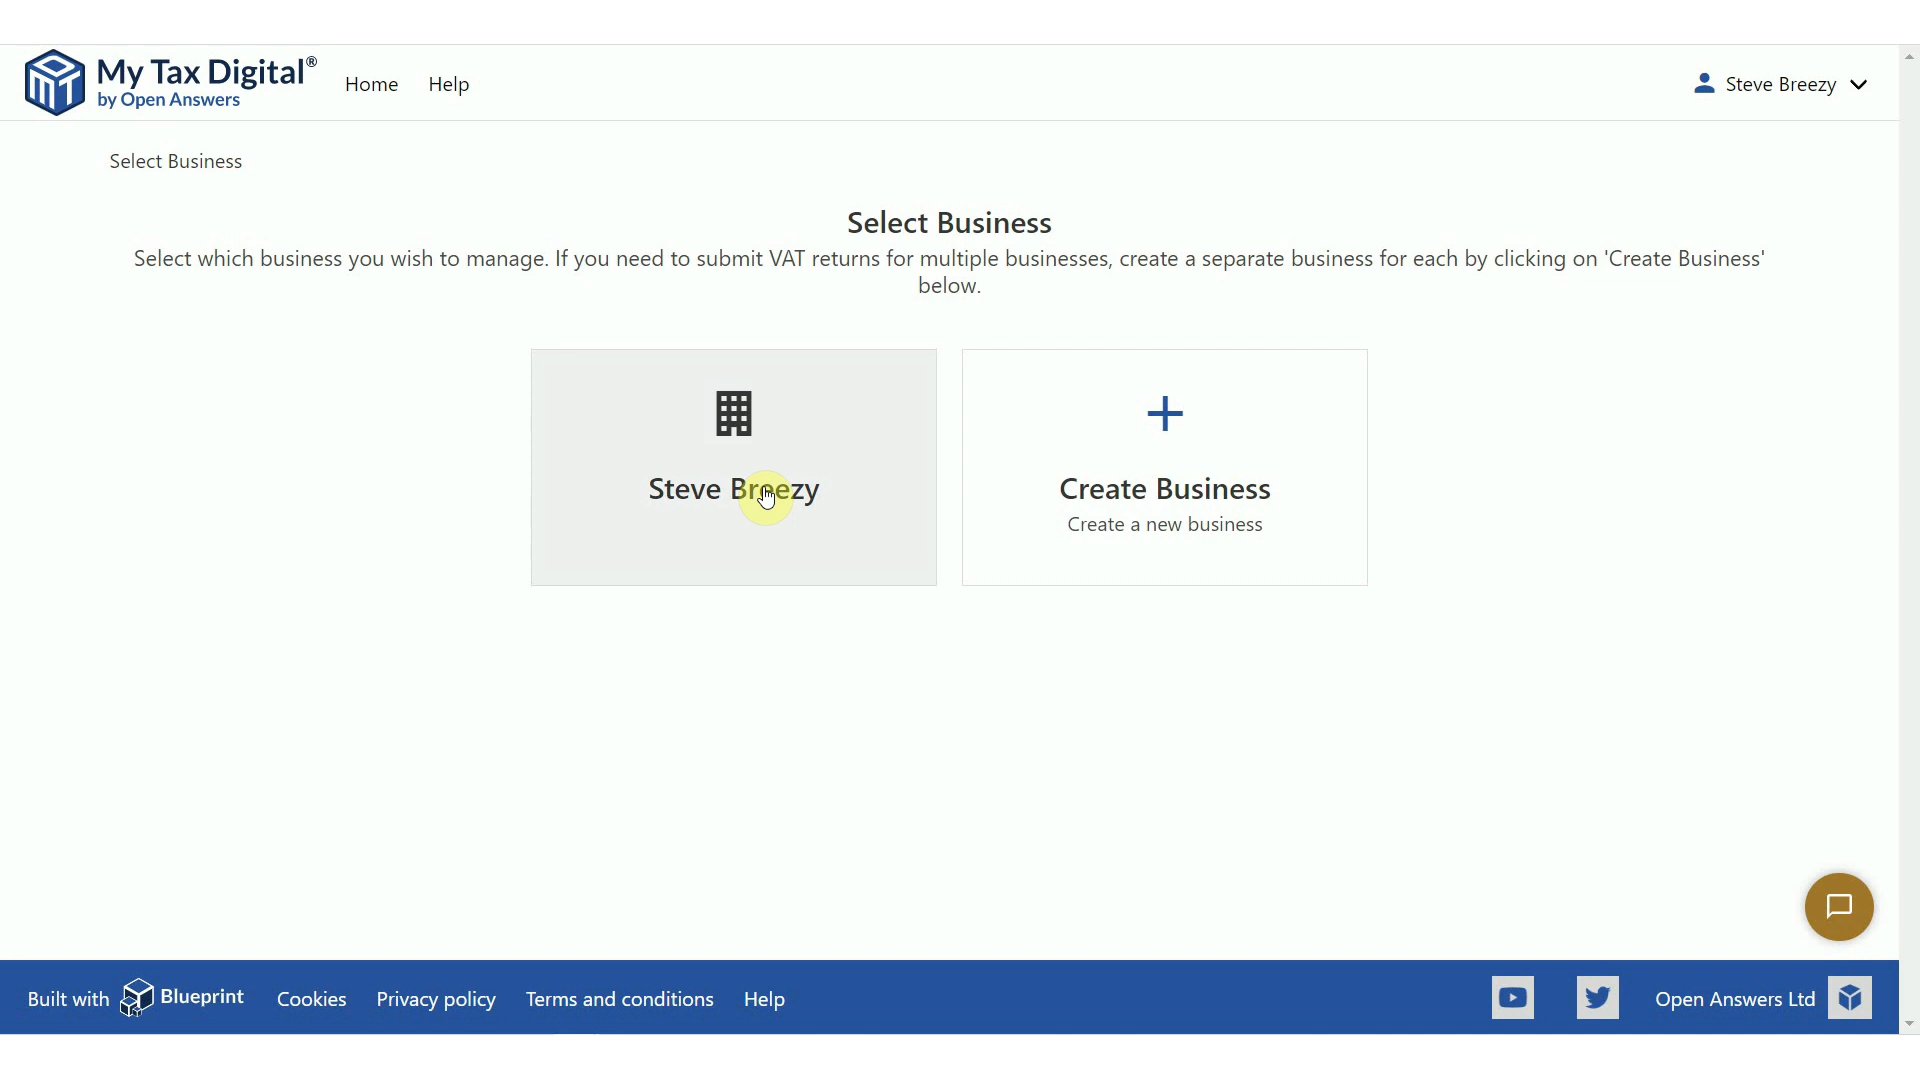 My Tax Digital®
by Open Answers
Home
Help
Steve Breezy
Select Business
Select Business
Select which business you wish to manage. If you need to submit VAT returns for multiple businesses, create a separate business for each by clicking on 'Create Business'
below.
Steve Breezy
Create Business
Create a new business
Built with
Blueprint
Cookies
Privacy policy
Terms and conditions
Help
Open Answers Ltd